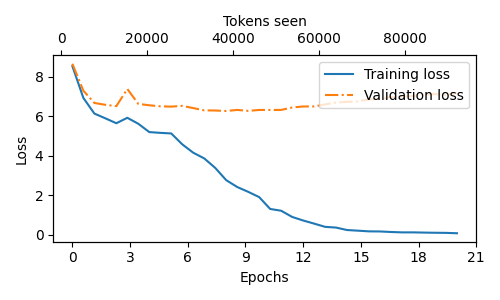 Tokens seen
0 20000 40000 60000 80000
Training loss
Validation loss
Loss
8
6
4
2
0
0 3 6 9 12 15 18 21
Epochs